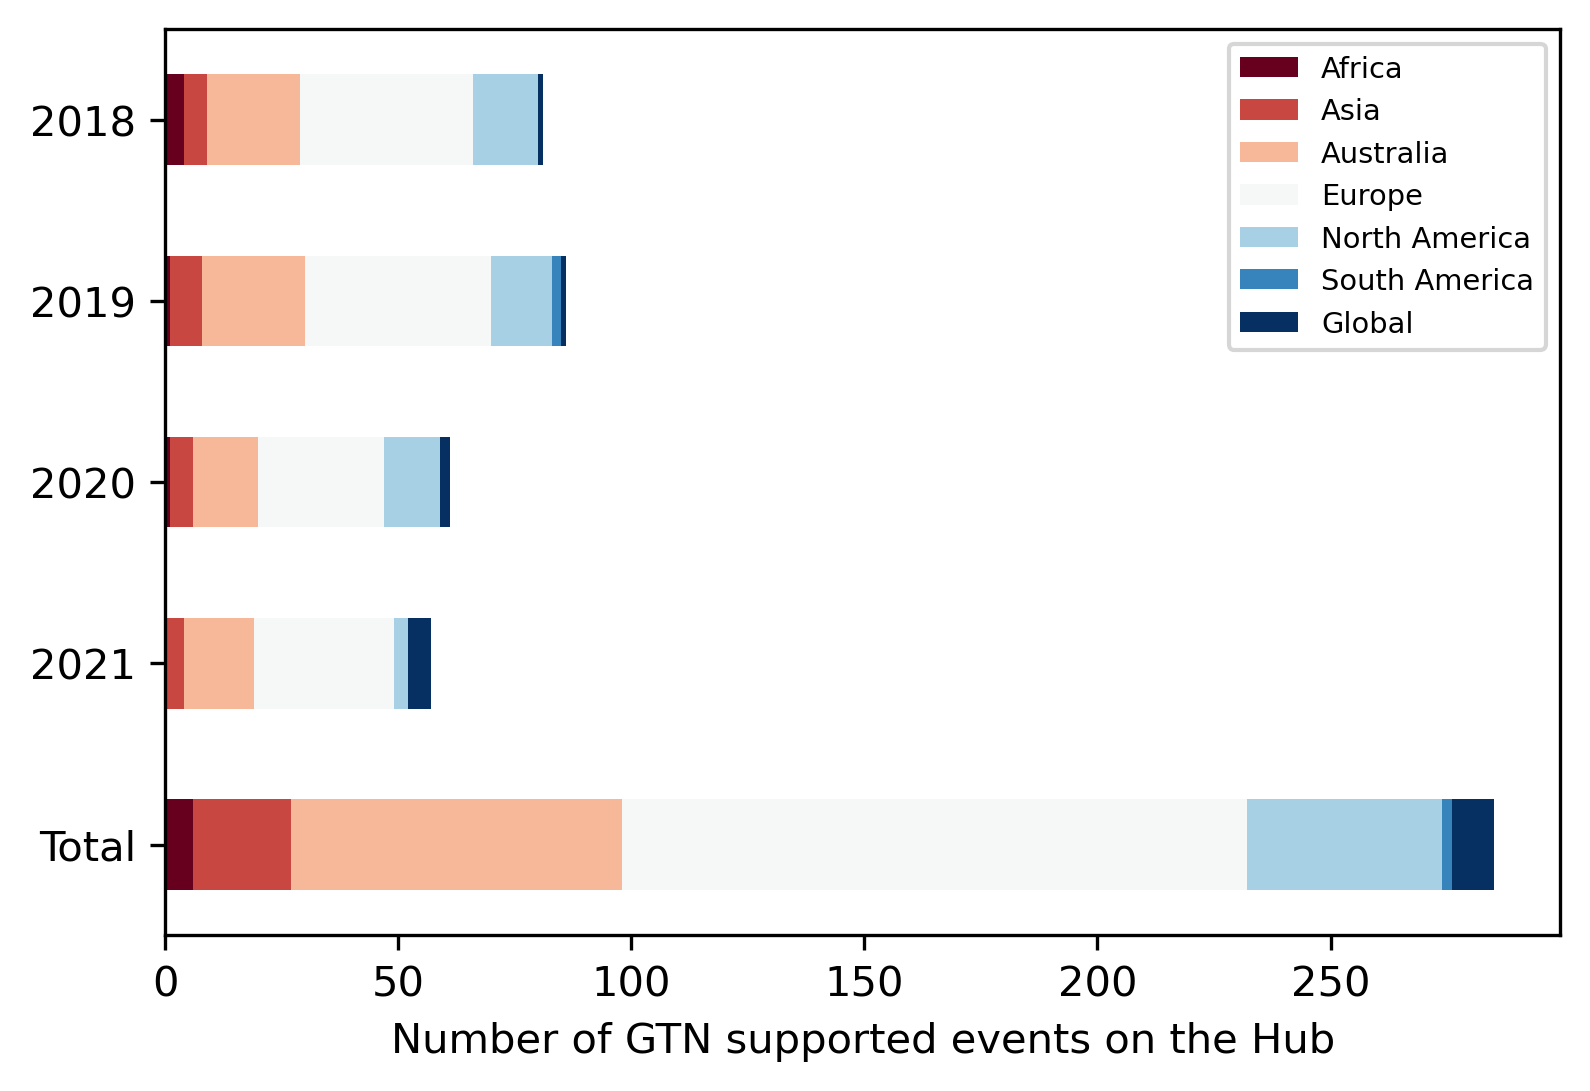 2018
2019
2020
2021
Total
0
50
100
150
200
250
Number of GTN supported events on the Hub
Africa
Asia
Australia
Europe
North America
South America
Global